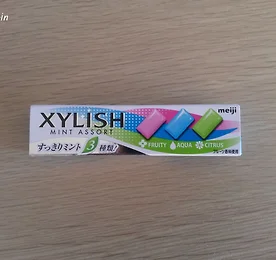 in
meiji
XYLISH
MINT ASSORT
すっきりミント 3 種類!
FRUITY AQUA CITRUS